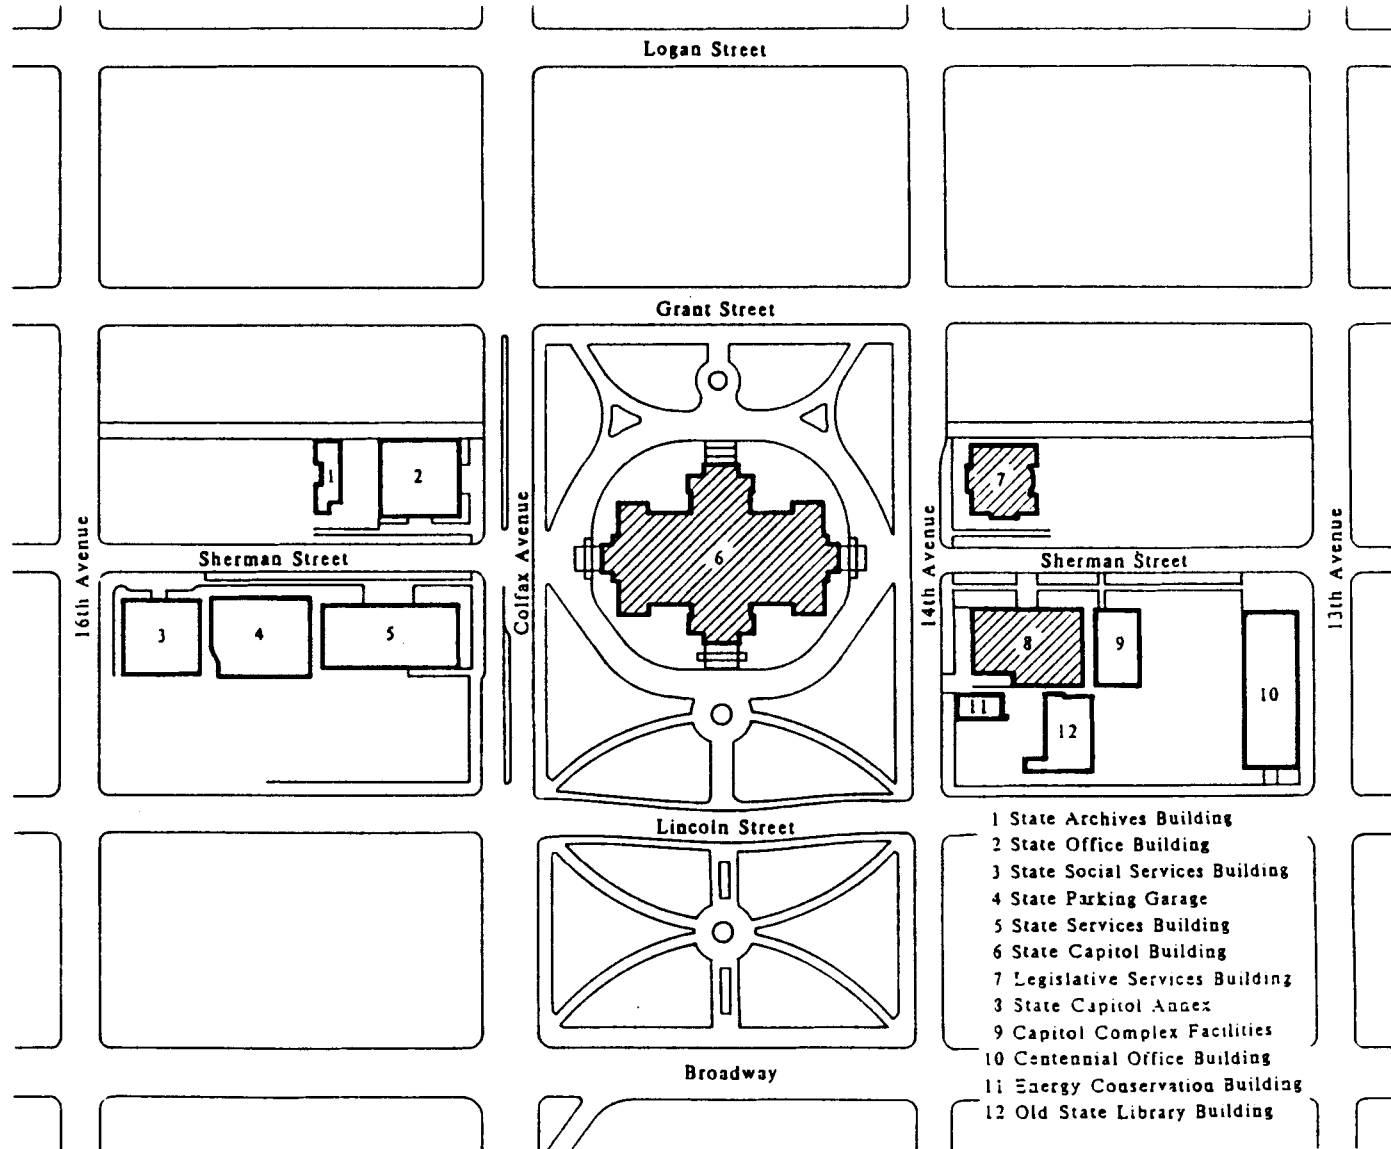 Logan Street
Grant Street
1
2
7
16th Avenue
Colfax Avenue
14th Avenue
13th Avenue
6
Sherman Street
Sherman Street
3
4
5
8
9
10
11
12
Lincoln Street
1 State Archives Building
2 State Office Building
3 State Social Services Building
4 State Parking Garage
5 State Services Building
6 State Capitol Building
7 Legislative Services Building
3 State Capitol Annex
9 Capitol Complex Facilities
10 Centennial Office Building
11 Energy Conservation Building
12 Old State Library Building
Broadway